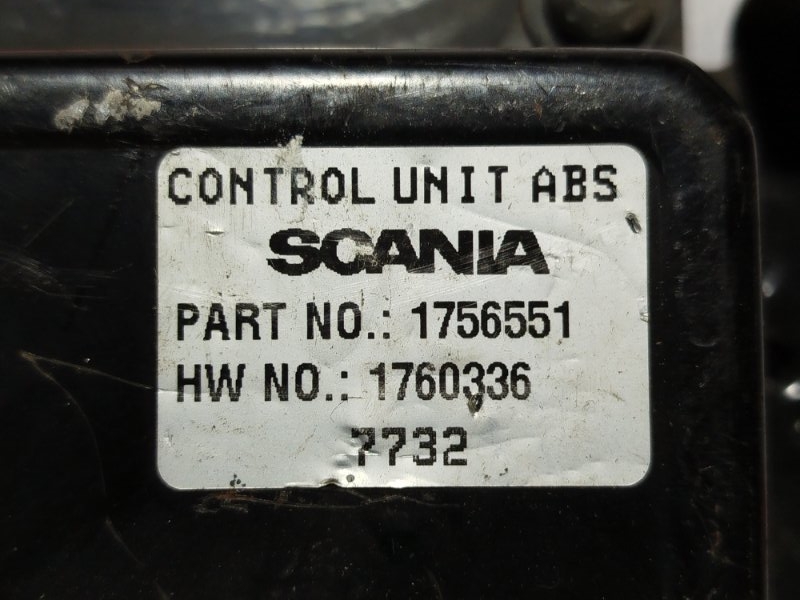 CONTROL UNIT ABS
SCANIA
PART NO.: 1756551
HW NO.: 1760336
7732